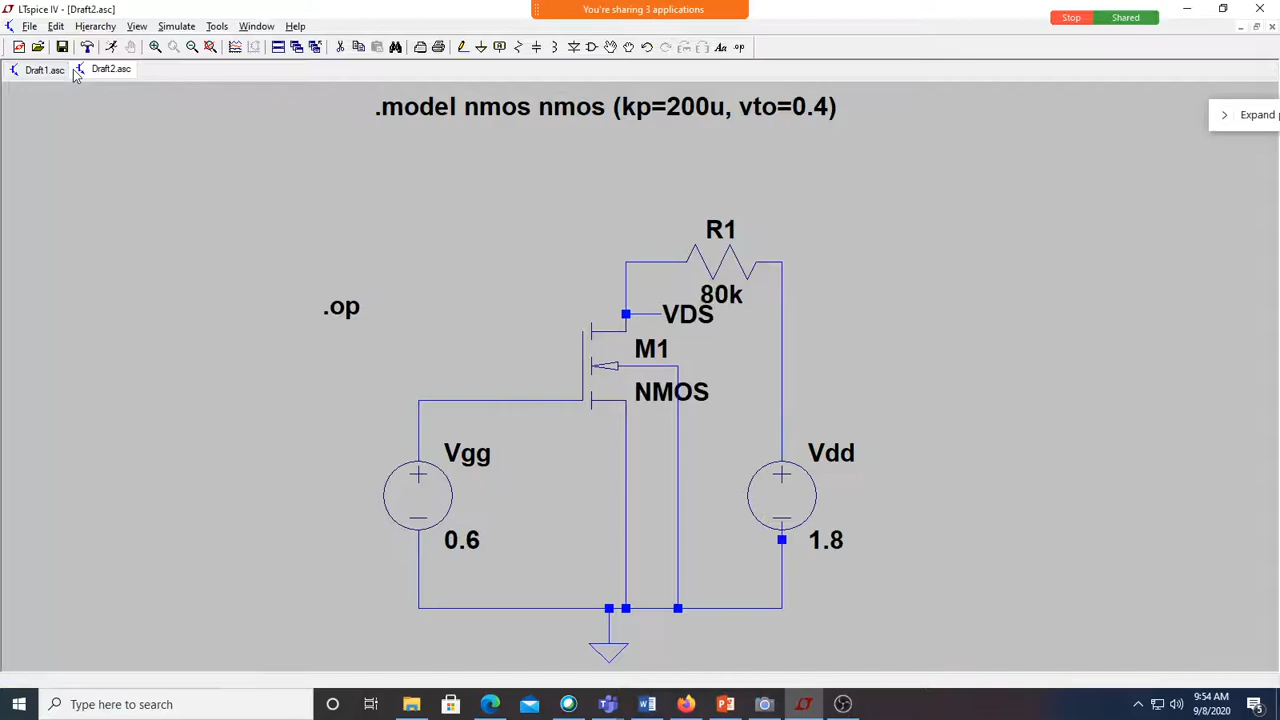 LTspice IV - [Draft2.asc]
You're sharing 3 applications
Stop
Shared
File Edit Hierarchy View Simulate Tools Window Help
.op
Draft1.asc
Draft2.asc
.model nmos nmos (kp=200u, vto=0.4)
Expand
R1
80k
.op
VDS
M1
NMOS
Vgg
0.6
Vdd
1.8
Type here to search
9:54 AM
9/8/2020